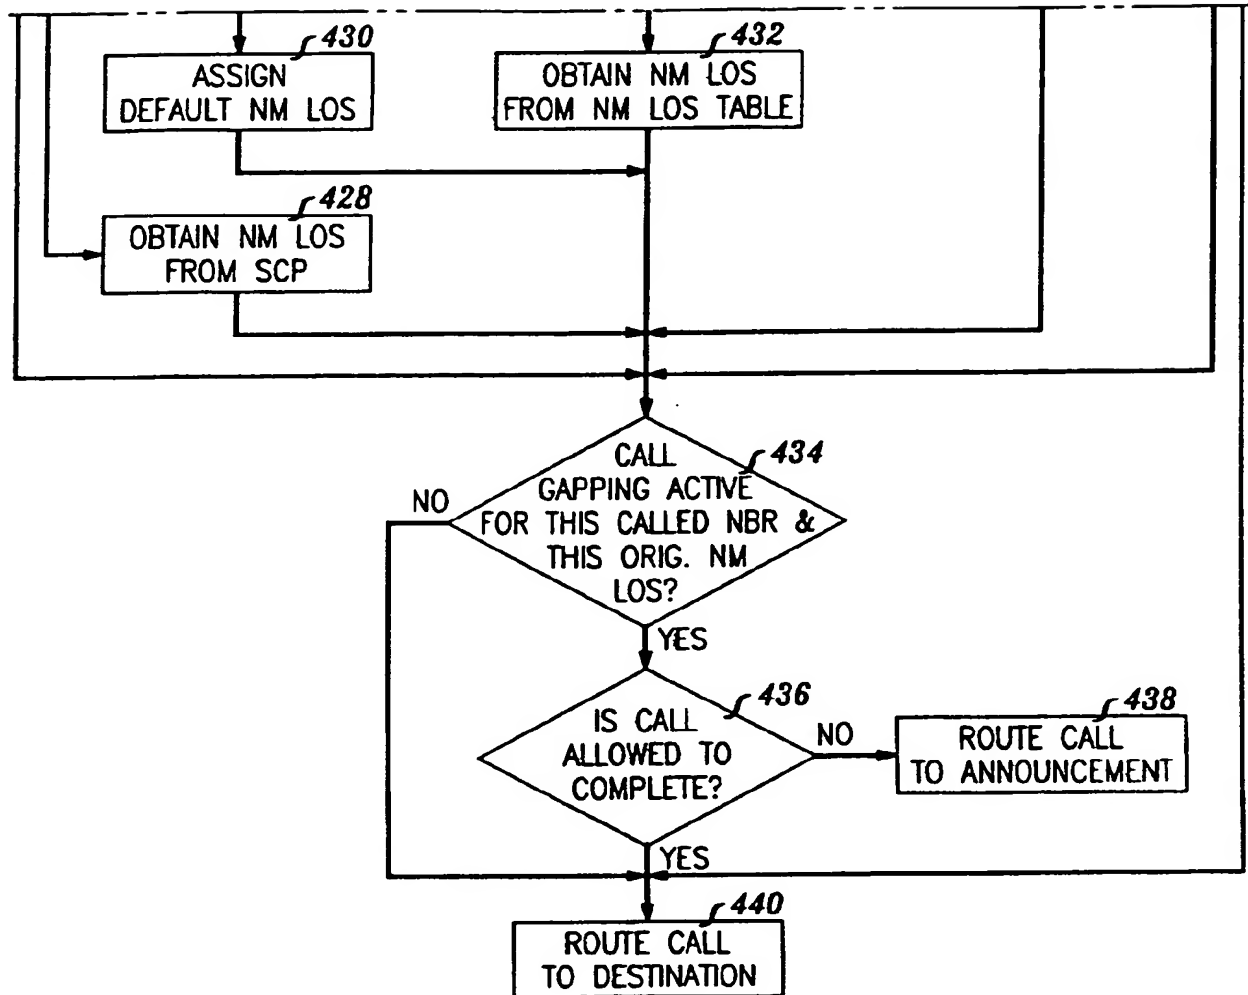 430
ASSIGN
DEFAULT NM LOS
432
OBTAIN NM LOS
FROM NM LOS TABLE
428
OBTAIN NM LOS
FROM SCP
434
CALL
GAPPING ACTIVE
FOR THIS CALLED NBR &
THIS ORIG. NM
LOS?
NO
YES
436
IS CALL
ALLOWED TO
COMPLETE?
NO
438
ROUTE CALL
TO ANNOUNCEMENT
YES
440
ROUTE CALL
TO DESTINATION